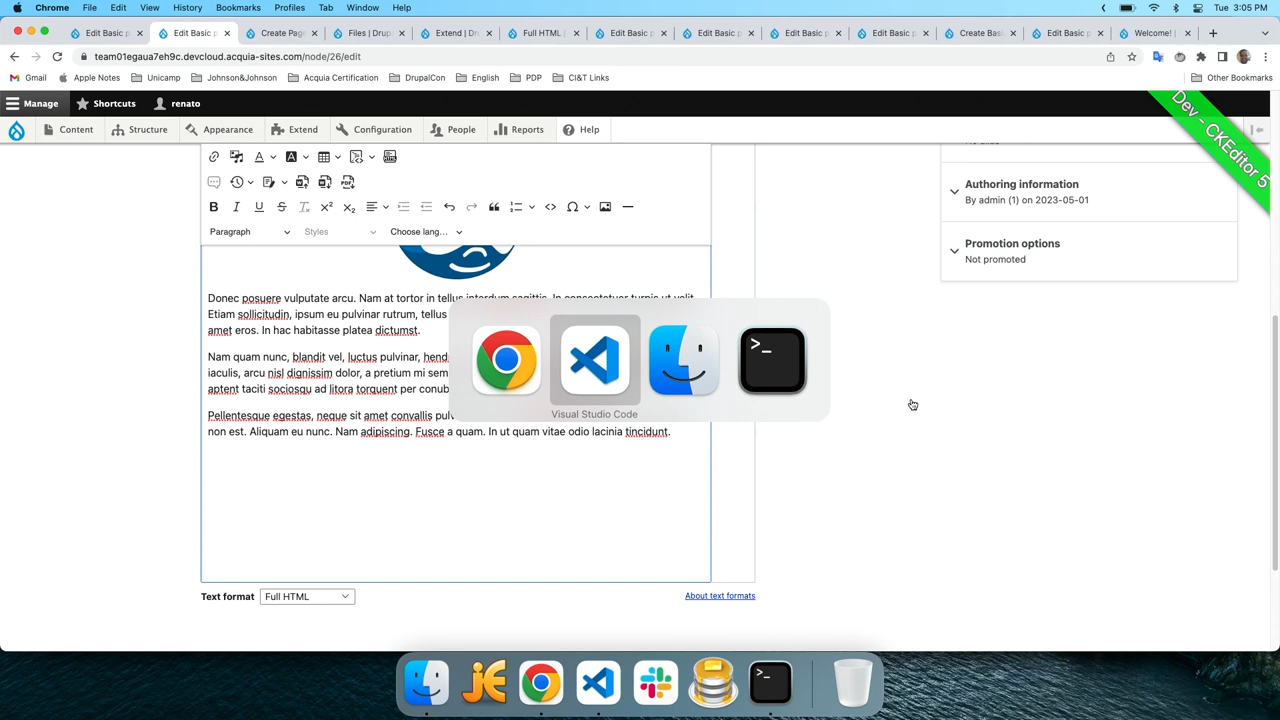 Chrome File Edit View History Bookmarks Profiles Tab Window Help Tue 3:05 PM
Edit Basic p Edit Basic p Create Page Files | Drup Extend | Dr Full HTML | Edit Basic p Edit Basic p Edit Basic p Edit Basic p Create Basi Edit Basic p Welcome! |
team01egaua7eh9c.devcloud.acquia-sites.com/node/26/edit
Gmail Apple Notes Unicamp Johnson&Johnson Acquia Certification DrupalCon English PDP CI&T Links Other Bookmarks
Manage Shortcuts renato
Content Structure Appearance Extend Configuration People Reports Help
Dev - CKEditor 5
Authoring information
By admin (1) on 2023-05-01
Promotion options
Not promoted
Paragraph Styles Choose lang...
Donec posuere vulputate arcu. Nam at tortor in tellus interdum sagittis. In consectetuer turpis ut velit.
Etiam sollicitudin, ipsum eu pulvinar rutrum, tellus
amet eros. In hac habitasse platea dictumst.
Nam quam nunc, blandit vel, luctus pulvinar, hend
iaculis, arcu nisl dignissim dolor, a pretium mi sem
aptent taciti sociosqu ad litora torquent per conub
Pellentesque egestas, neque sit amet convallis pulv
non est. Aliquam eu nunc. Nam adipiscing. Fusce a quam. In ut quam vitae odio lacinia tincidunt.
Visual Studio Code
Text format Full HTML About text formats